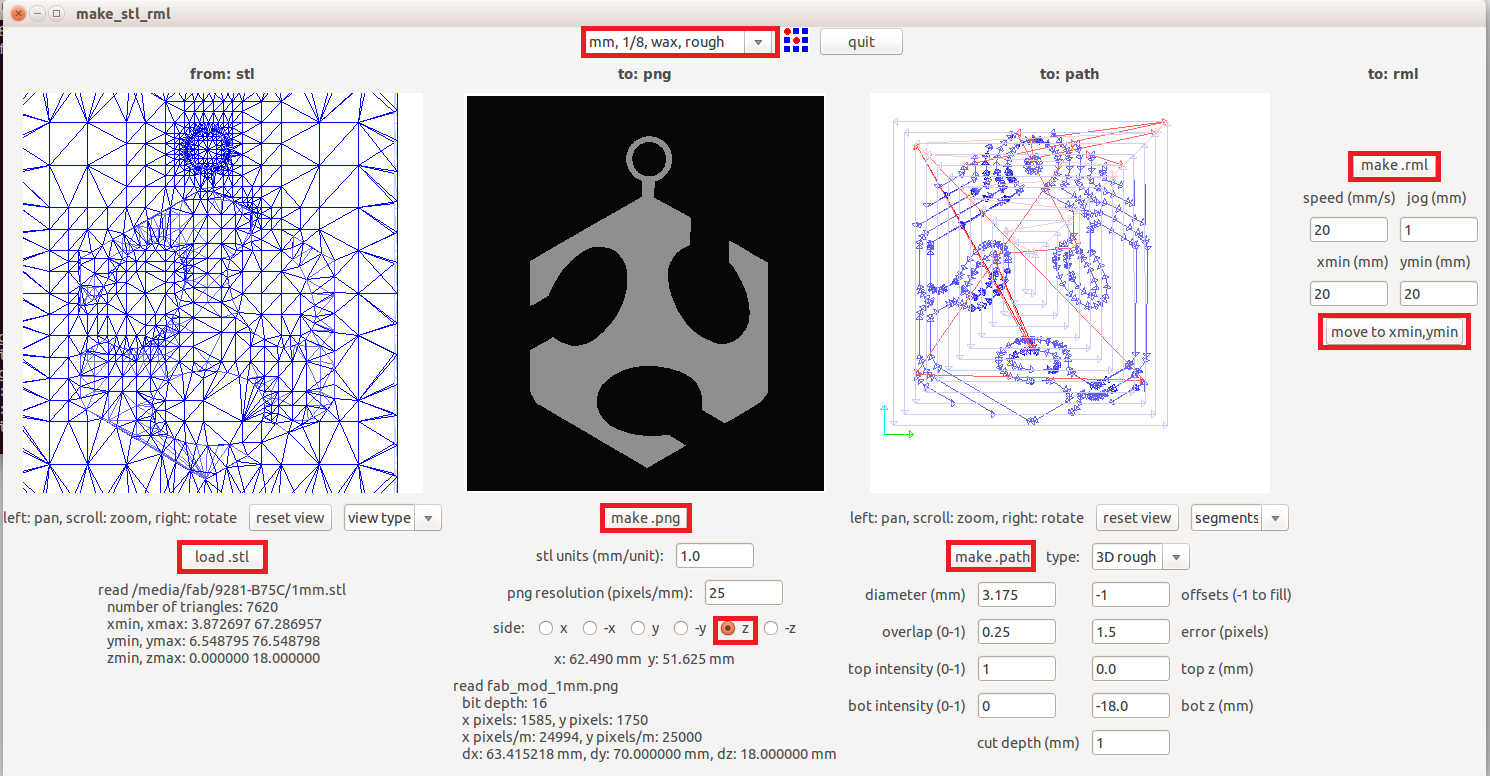 make_stl_rml
mm, 1/8, wax, rough
quit
from: stl
to: png
to: path
to: rml
make .rml
speed (mm/s) jog (mm)
20 1
xmin (mm) ymin (mm)
20 20
move to xmin,ymin
left: pan, scroll: zoom, right: rotate reset view view type
load .stl
read /media/fab/9281-B75C/1mm.stl
number of triangles: 7620
xmin, xmax: 3.872697 67.286957
ymin, ymax: 6.548795 76.548798
zmin, zmax: 0.000000 18.000000
make .png
stl units (mm/unit): 1.0
png resolution (pixels/mm): 25
side: x -x y -y z -z
x: 62.490 mm y: 51.625 mm
read fab_mod_1mm.png
bit depth: 16
x pixels: 1585, y pixels: 1750
x pixels/m: 24994, y pixels/m: 25000
dx: 63.415218 mm, dy: 70.000000 mm, dz: 18.000000 mm
left: pan, scroll: zoom, right: rotate reset view segments
make .path type: 3D rough
diameter (mm) 3.175 -1 offsets (-1 to fill)
overlap (0-1) 0.25 1.5 error (pixels)
top intensity (0-1) 1 0.0 top z (mm)
bot intensity (0-1) 0 -18.0 bot z (mm)
cut depth (mm) 1